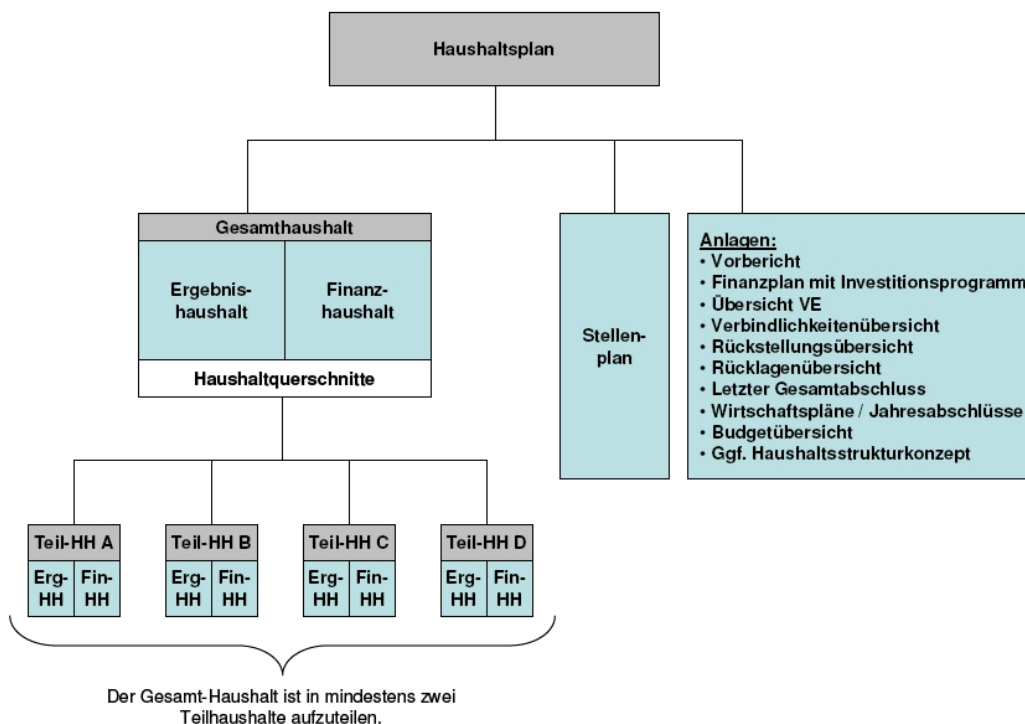 Haushaltsplan
Gesamthaushalt
Ergebnis-
haushalt
Finanz-
haushalt
Haushaltquerschnitte
Stellen-
plan
Anlagen:
• Vorbericht
• Finanzplan mit Investitionsprogramm
• Übersicht VE
• Verbindlichkeitenübersicht
• Rückstellungsübersicht
• Rücklagenübersicht
• Letzter Gesamtabschluss
• Wirtschaftspläne / Jahresabschlüsse
• Budgetübersicht
• Ggf. Haushaltsstrukturkonzept
Teil-HH A
Erg-
HH
Fin-
HH
Teil-HH B
Erg-
HH
Fin-
HH
Teil-HH C
Erg-
HH
Fin-
HH
Teil-HH D
Erg-
HH
Fin-
HH
Der Gesamt-Haushalt ist in mindestens zwei
Teilhaushalte aufzuteilen.